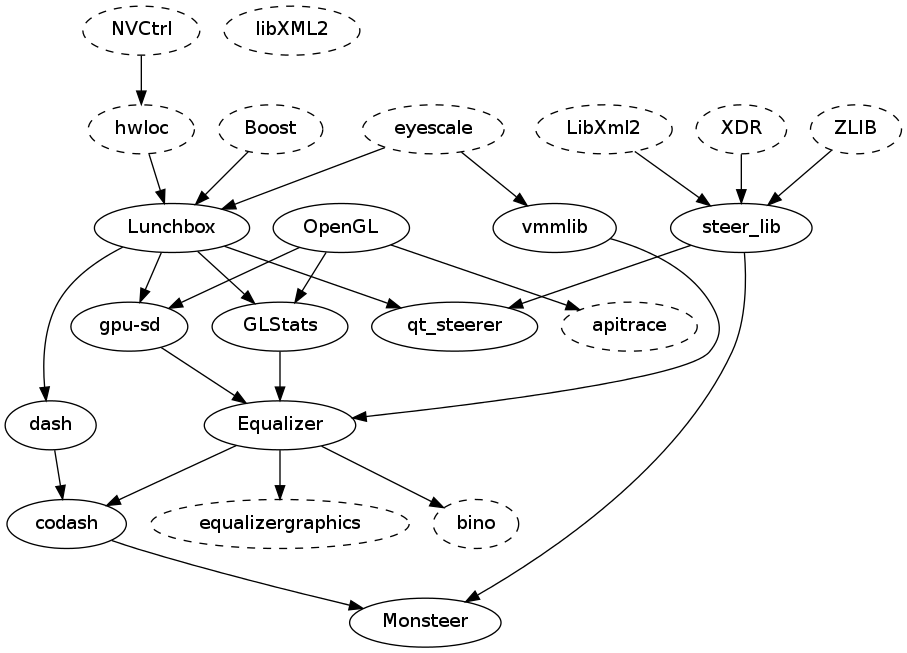 NVCtrl
libXML2
hwloc
Boost
eyescale
LibXml2
XDR
ZLIB
Lunchbox
OpenGL
vmmlib
steer_lib
gpu-sd
GLStats
qt_steerer
apitrace
dash
Equalizer
codash
equalizergraphics
bino
Monsteer